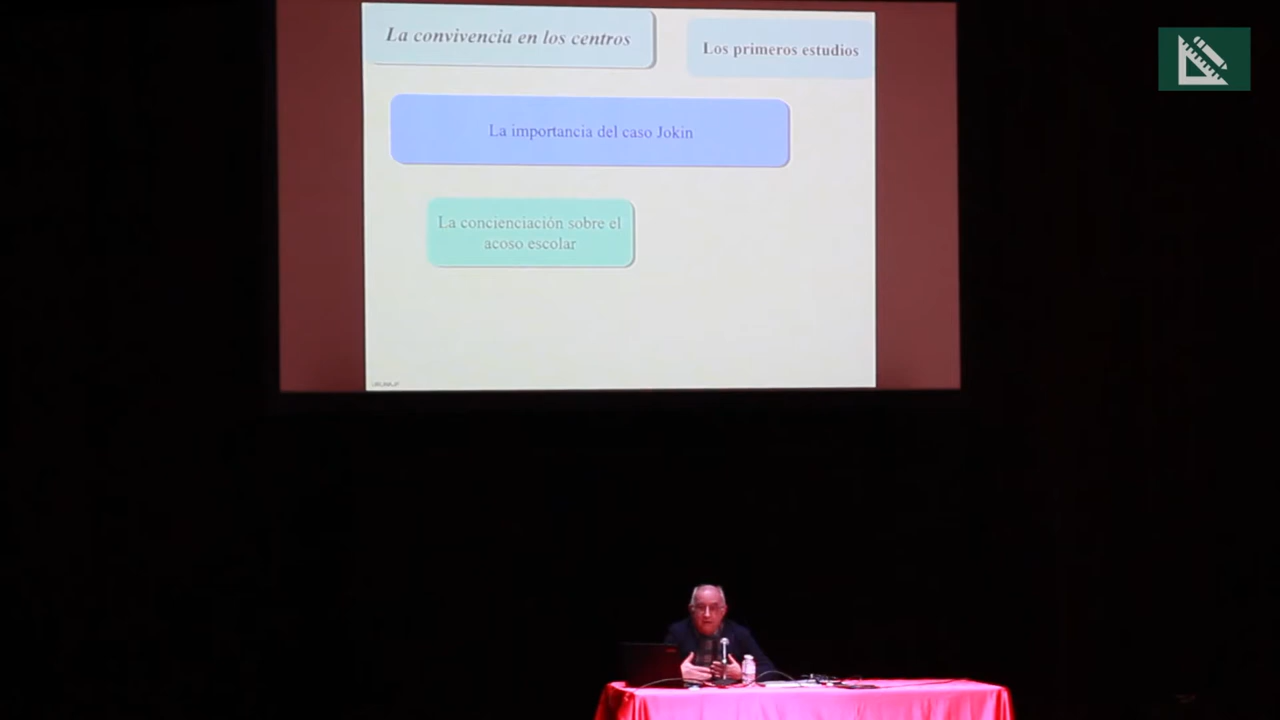 La convivencia en los centros
Los primeros estudios
La importancia del caso Jokin
La concienciación sobre el
acoso escolar